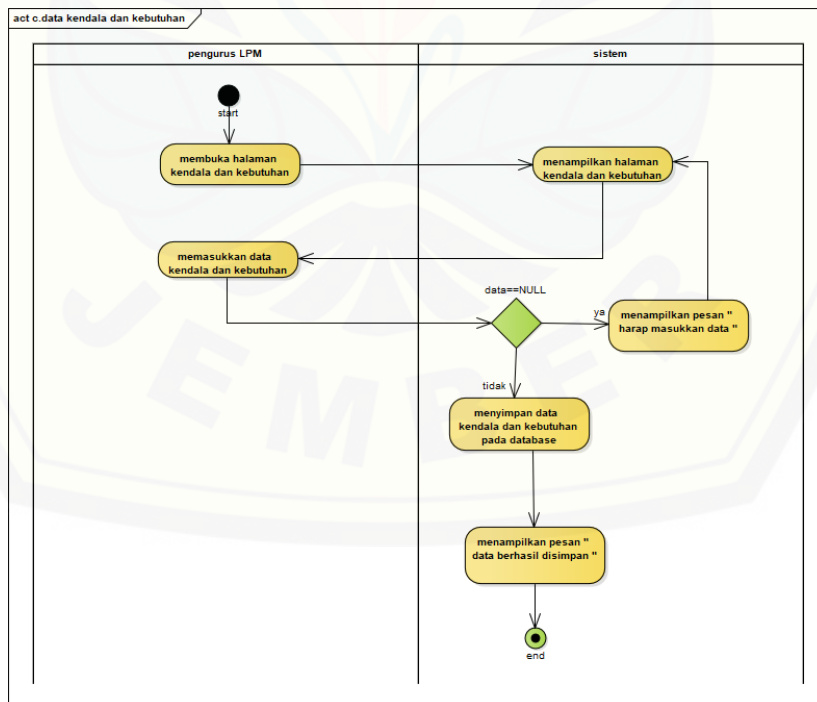 act c.data kendala dan kebutuhan
pengurus LPM
sistem
start
membuka halaman
kendala dan kebutuhan
menampilkan halaman
kendala dan kebutuhan
memasukkan data
kendala dan kebutuhan
data==NULL
ya
menampilkan pesan "
harap masukkan data "
tidak
menyimpan data
kendala dan kebutuhan
pada database
menampilkan pesan "
data berhasil disimpan "
end
JEMBER